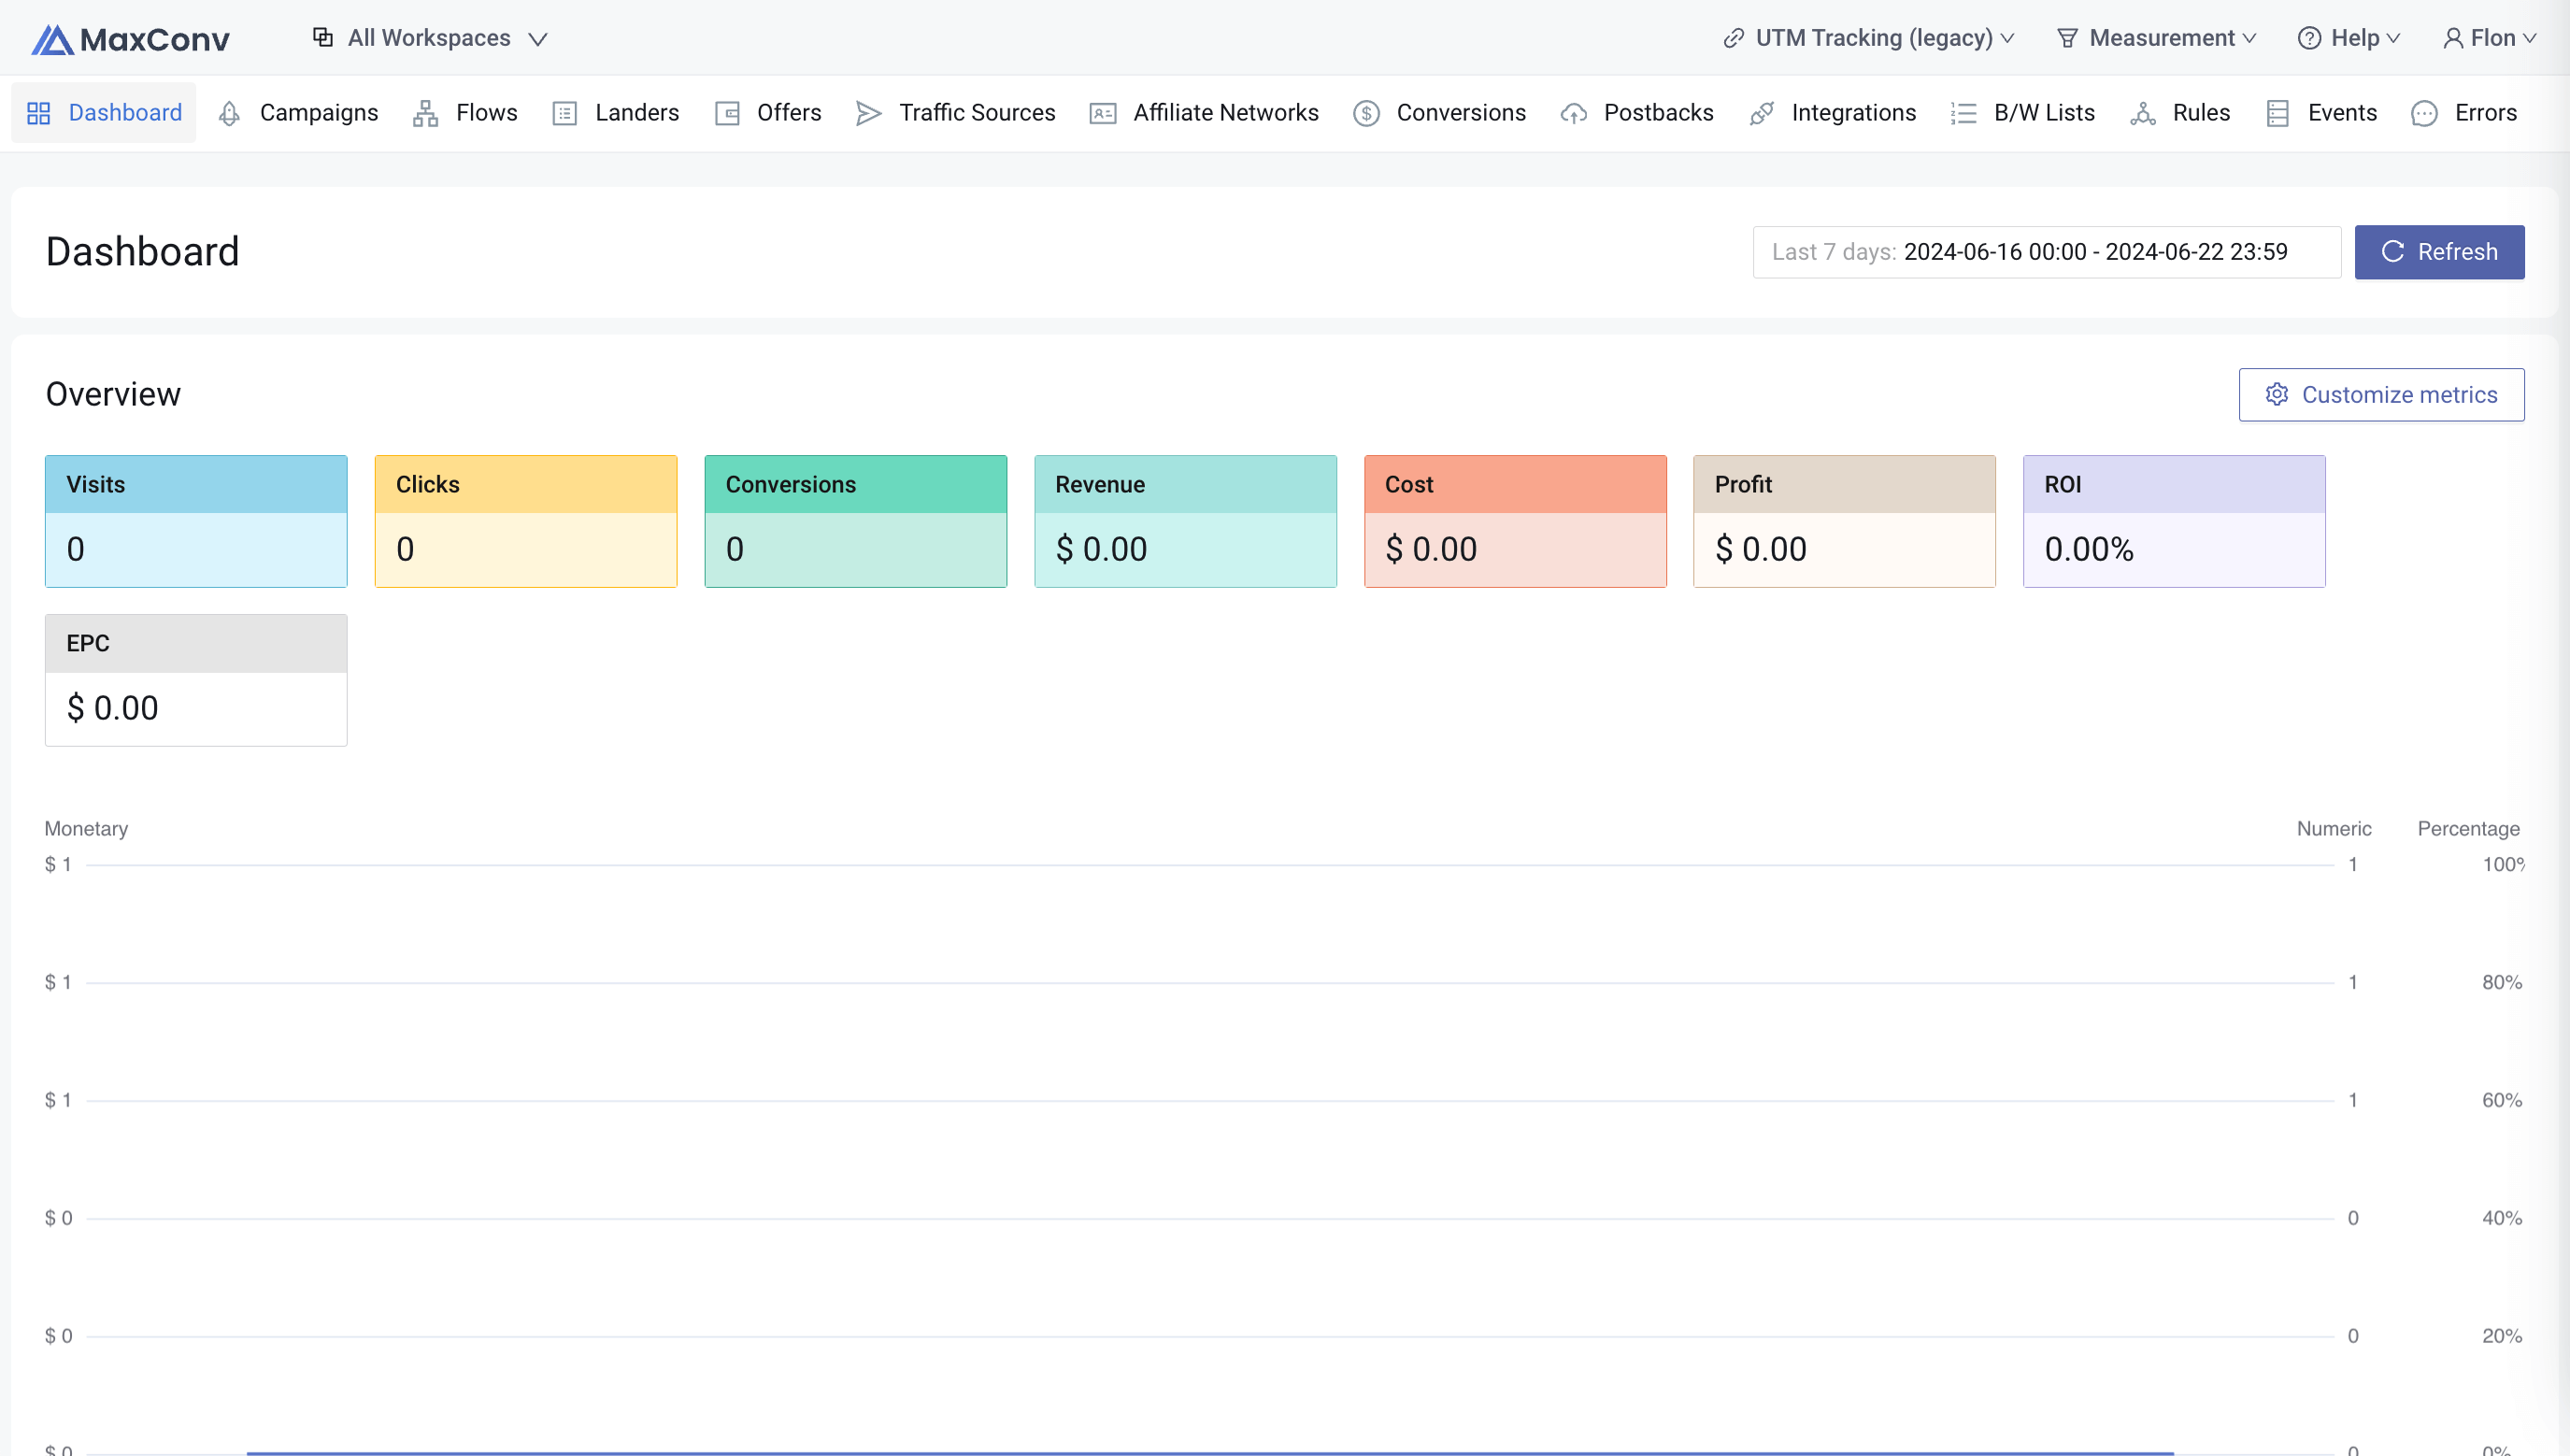 MaxConv All Workspaces UTM Tracking (legacy) Measurement Help Flon
Dashboard Campaigns Flows Landers Offers Traffic Sources Affiliate Networks Conversions Postbacks Integrations B/W Lists Rules Events Errors
Dashboard Last 7 days: 2024-06-16 00:00 - 2024-06-22 23:59 Refresh
Overview Customize metrics
Visits Clicks Conversions Revenue Cost Profit ROI
0 0 0 $ 0.00 $ 0.00 $ 0.00 0.00%
EPC
$ 0.00
Monetary Numeric Percentage
$ 1 1 100%
$ 1 1 80%
$ 1 1 60%
$ 0 0 40%
$ 0 0 20%
$ 0 0 0%